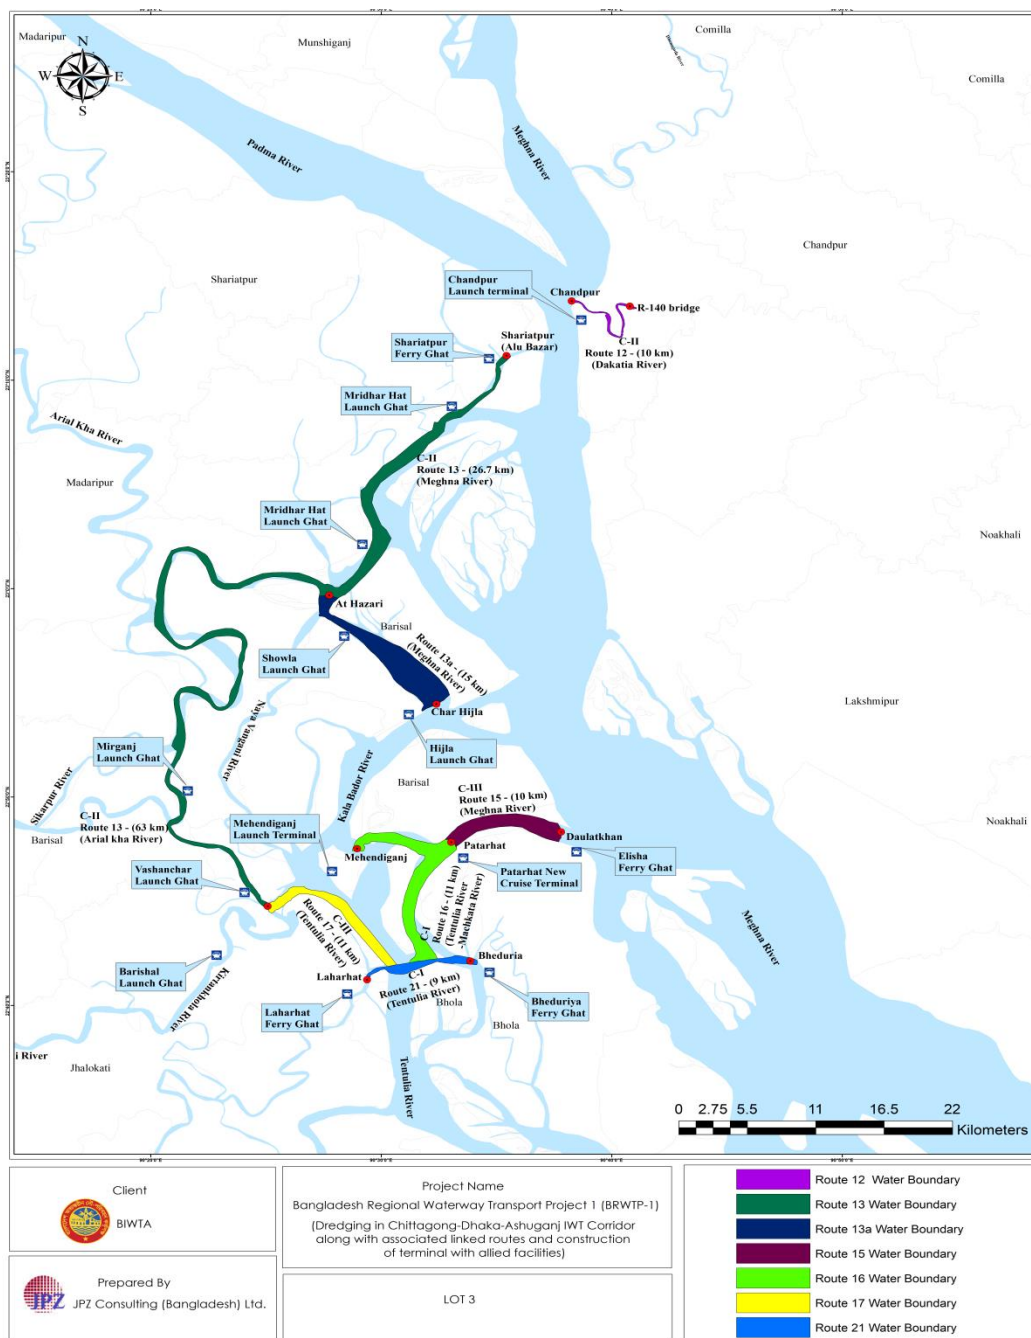 Madaripur
Munshiganj
Comilla
Comilla
N
W
E
S
Padma River
Meghna River
Chandpur
Shariatpur
Chandpur
Launch terminal
Chandpur
R-140 bridge
C-II
Route 12 - (10 km)
(Dakatia River)
Shariatpur
Ferry Ghat
Shariatpur
(Alu Bazar)
Mridhar Hat
Launch Ghat
Arial Kha River
Madaripur
C-II
Route 13 - (26.7 km)
(Meghna River)
Mridhar Hat
Launch Ghat
Noakhali
At Hazari
Barisal
Showla
Launch Ghat
Route 13a - (15 km)
(Meghna River)
Char Hijla
Lakshmipur
Naya Vangani River
Mirganj
Launch Ghat
Hijla
Launch Ghat
Kala Bador River
Sikarpur River
Barisal
C-II
Route 13 - (63 km)
(Arial kha River)
Barisal
C-III
Route 15 - (10 km)
(Meghna River)
Noakhali
Mehendiganj
Launch Terminal
Mehendiganj
Patarhat
Daulatkhan
Elisha
Ferry Ghat
Patarhat New
Cruise Terminal
Vashanchar
Launch Ghat
C-III
Route 17 - (11 km)
(Tentulia River)
C-I
Route 16 - (11 km)
(Tentulia River
-Machkata River)
Meghna River
Barishal
Launch Ghat
Kirtankhola River
Laharhat
Bheduria
C-I
Route 21 - (9 km)
(Tentulia River)
Laharhat
Ferry Ghat
Bheduriya
Ferry Ghat
Bhola
Bhola
i River
Jhalokati
Tentulia River
0 2.75 5.5 11 16.5 22
Kilometers
Client
BIWTA
Prepared By
JPZ
JPZ Consulting (Bangladesh) Ltd.
Project Name
Bangladesh Regional Waterway Transport Project 1 (BRWTP-1)
(Dredging in Chittagong-Dhaka-Ashuganj IWT Corridor
along with associated linked routes and construction
of terminal with allied facilities)
LOT 3
Route 12 Water Boundary
Route 13 Water Boundary
Route 13a Water Boundary
Route 15 Water Boundary
Route 16 Water Boundary
Route 17 Water Boundary
Route 21 Water Boundary